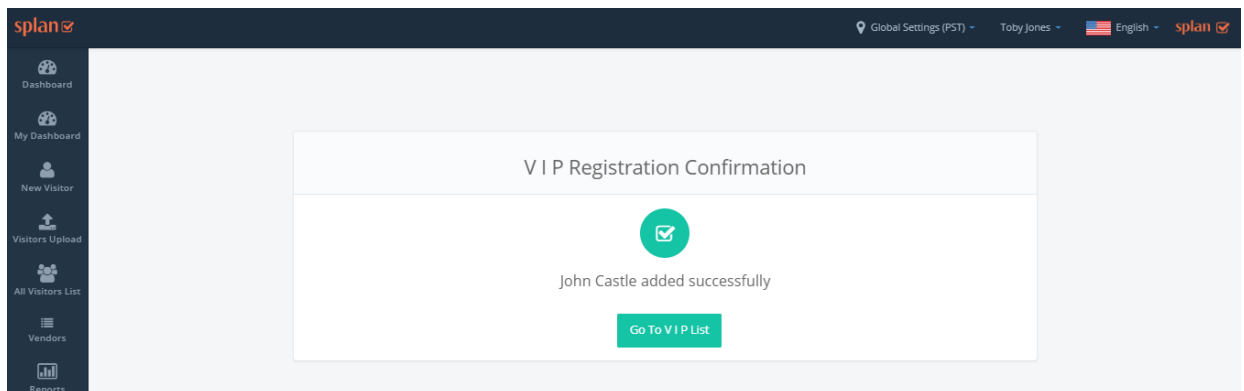 splan
Global Settings (PST)
Toby Jones
English
splan
Dashboard
My Dashboard
New Visitor
Visitors Upload
All Visitors List
Vendors
Reports
V I P Registration Confirmation
John Castle added successfully
Go To V I P List